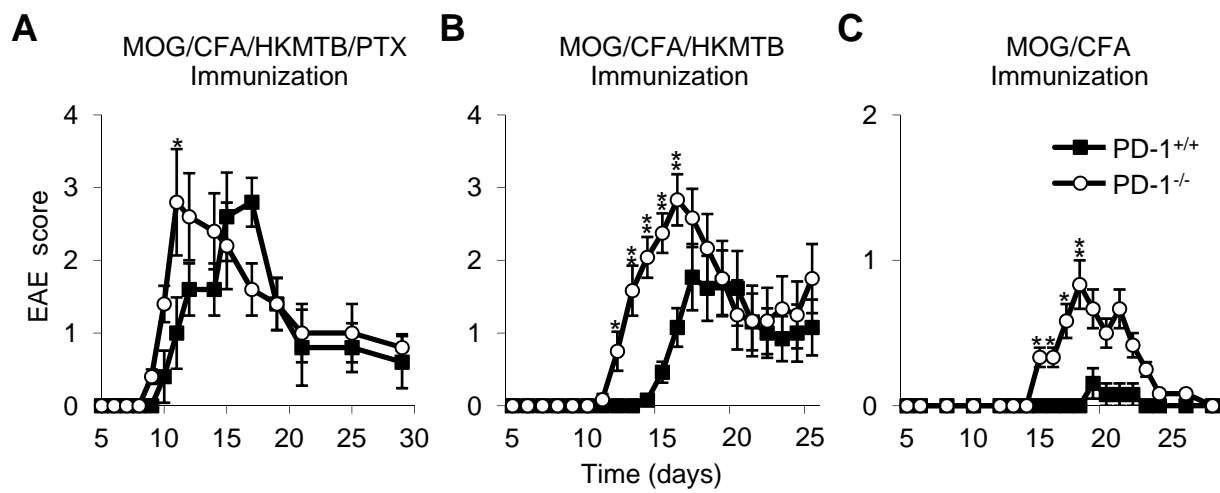 A
MOG/CFA/HKMTB/PTX
Immunization
B
MOG/CFA/HKMTB
Immunization
C
MOG/CFA
Immunization
EAE score
4
3
2
1
0
5 10 15 20 25 30
*
4
3
2
1
0
5 10 15 20 25
*
**
**
**
**
Time (days)
2
1
0
5 10 15 20 25
*
*
*
**
PD-1+/+
PD-1-/-